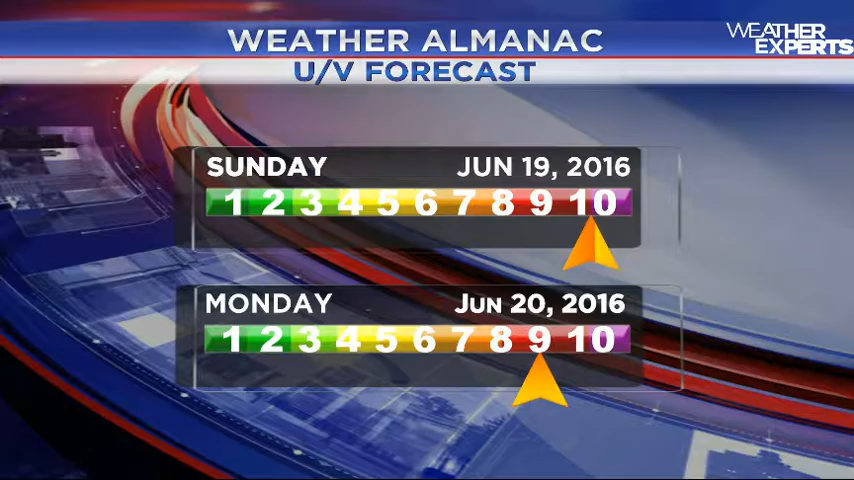 WEATHER ALMANAC
U/V FORECAST
WEATHER
EXPERTS
SUNDAY JUN 19, 2016
1 2 3 4 5 6 7 8 9 10
MONDAY JUN 20, 2016
1 2 3 4 5 6 7 8 9 10